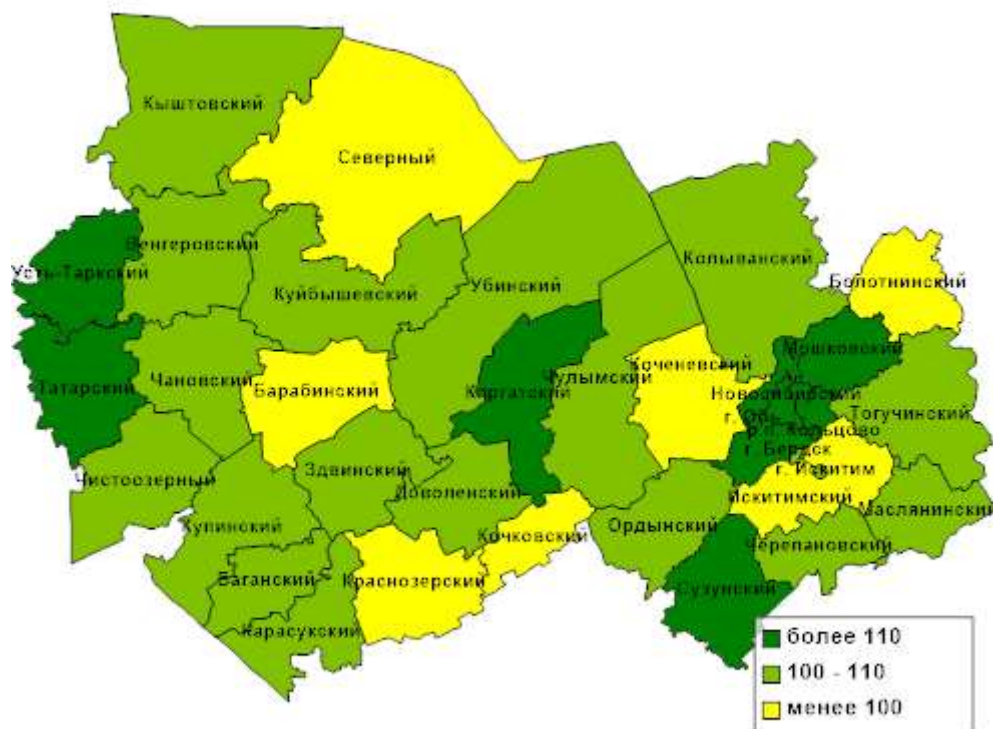 Кыштовский
Северный
Венгеровский
Усть-Таркский
Куйбышевский
Убинский
Колыванский
Болотнинский
Мошковский
Татарский
Чановский
Барабинский
Каргатский
Чулымский
Коченевский
Новосибирский
г. Обь
р.п. Кольцово
Тогучинский
г. Бердск
г. Искитим
Чистоозерный
Здвинский
Доволенский
Искитимский
Маслянинский
Купинский
Кочковский
Ордынский
Черепановский
Баганский
Краснозерский
Сузунский
Карасукский
более 110
100 - 110
менее 100